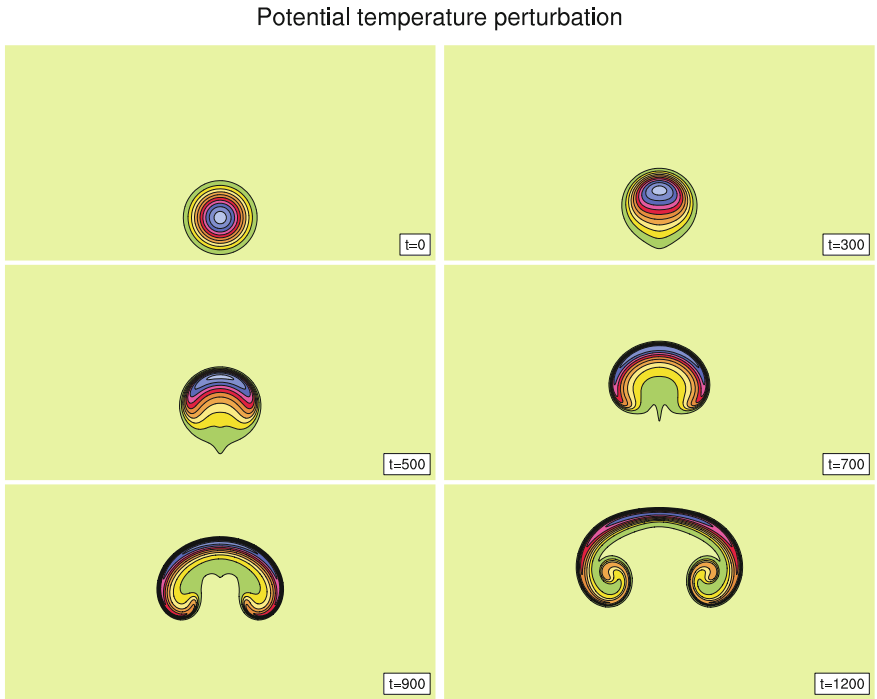 Potential temperature perturbation
t=0
t=300
t=500
t=700
t=900
t=1200